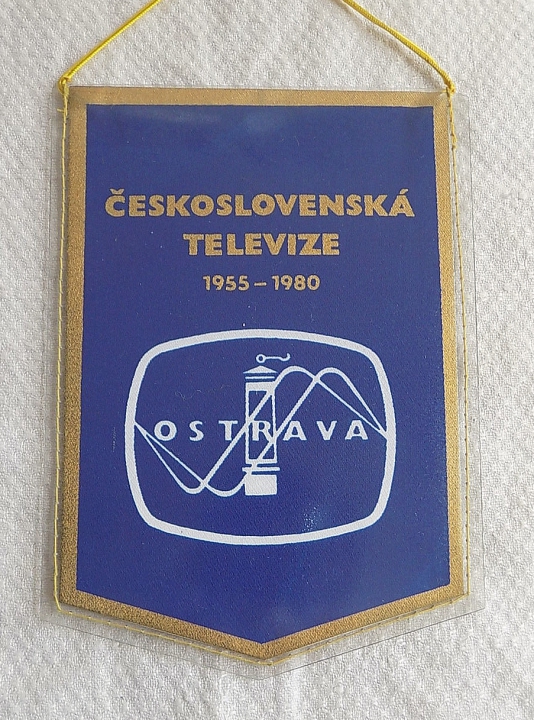 ČESKOSLOVENSKÁ
TELEVIZE
1955 – 1980
OSTRAVA